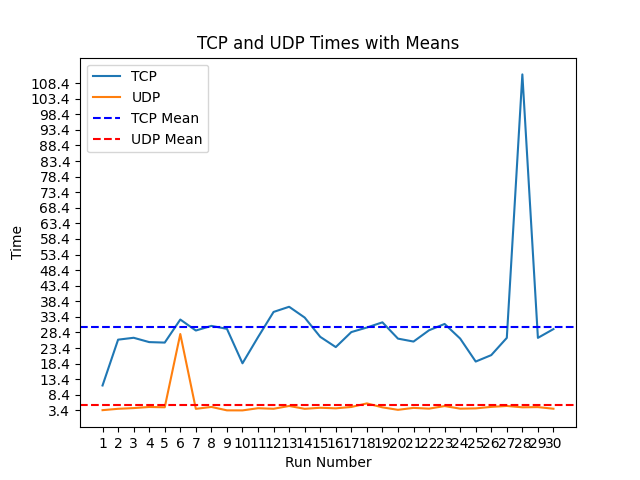 TCP and UDP Times with Means
TCP
UDP
TCP Mean
UDP Mean
108.4
103.4
98.4
93.4
88.4
83.4
78.4
73.4
68.4
63.4
58.4
53.4
48.4
43.4
38.4
33.4
28.4
23.4
18.4
13.4
8.4
3.4
Time
1 2 3 4 5 6 7 8 9 10 11 12 13 14 15 16 17 18 19 20 21 22 23 24 25 26 27 28 29 30
Run Number